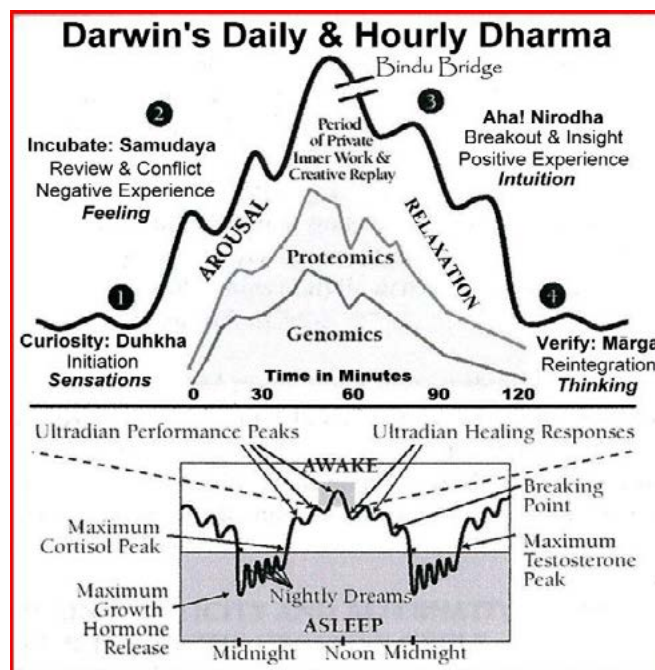 Darwin's Daily & Hourly Dharma
Bindu Bridge
2
3
Incubate: Samudaya
Review & Conflict
Negative Experience
Feeling
Period
of Private
Inner Work &
Creative Replay
Aha! Nirodha
Breakout & Insight
Positive Experience
Intuition
AROUSAL
RELAXATION
Proteomics
Genomics
1
4
Curiosity: Duhkha
Initiation
Sensations
Verify: Mārga
Reintegration
Thinking
Time in Minutes
0 30 60 90 120
Ultradian Performance Peaks
Ultradian Healing Responses
AWAKE
Breaking
Point
Maximum
Cortisol Peak
Maximum
Testosterone
Peak
Maximum
Growth
Hormone
Release
Nightly Dreams
ASLEEP
Midnight Noon Midnight